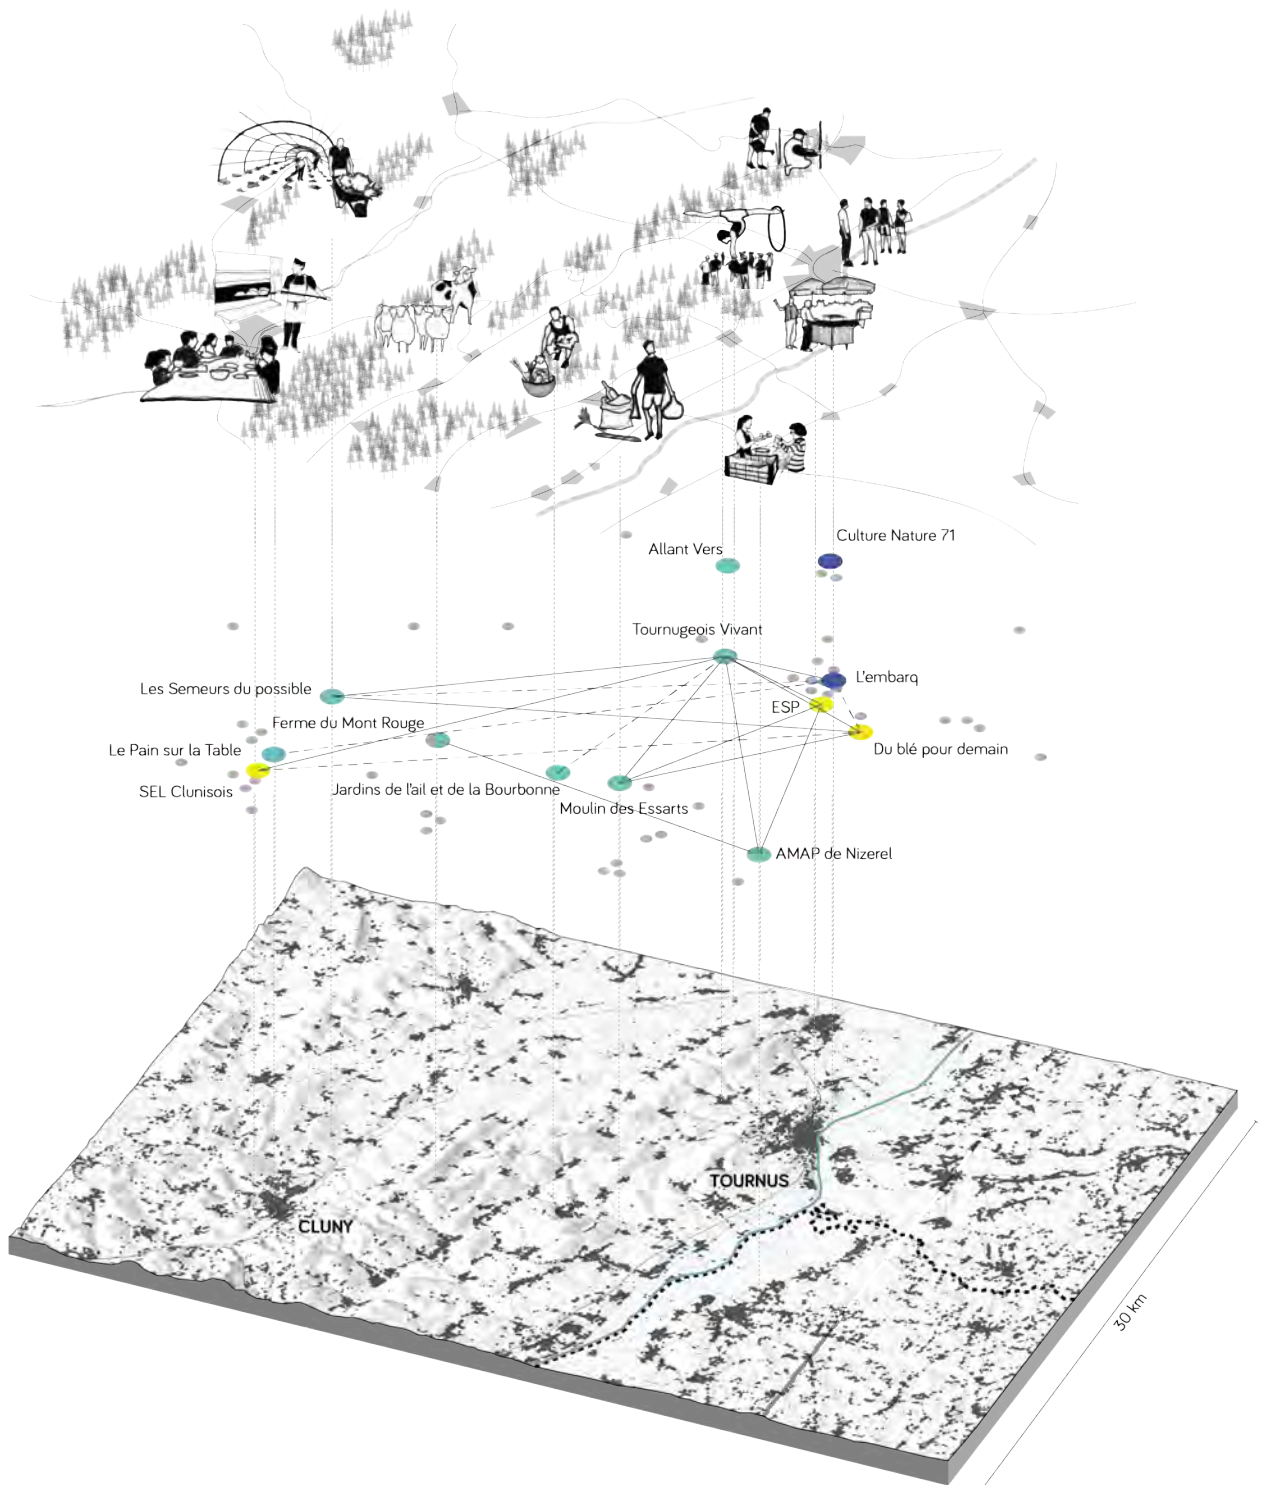 Culture Nature 71
Allant Vers
Tournugeois Vivant
L'embarq
Les Semeurs du possible
ESP
Ferme du Mont Rouge
Du blé pour demain
Le Pain sur la Table
SEL Clunisois
Jardins de l'ail et de la Bourbonne
Moulin des Essarts
AMAP de Nizerel
TOURNUS
CLUNY
30 km